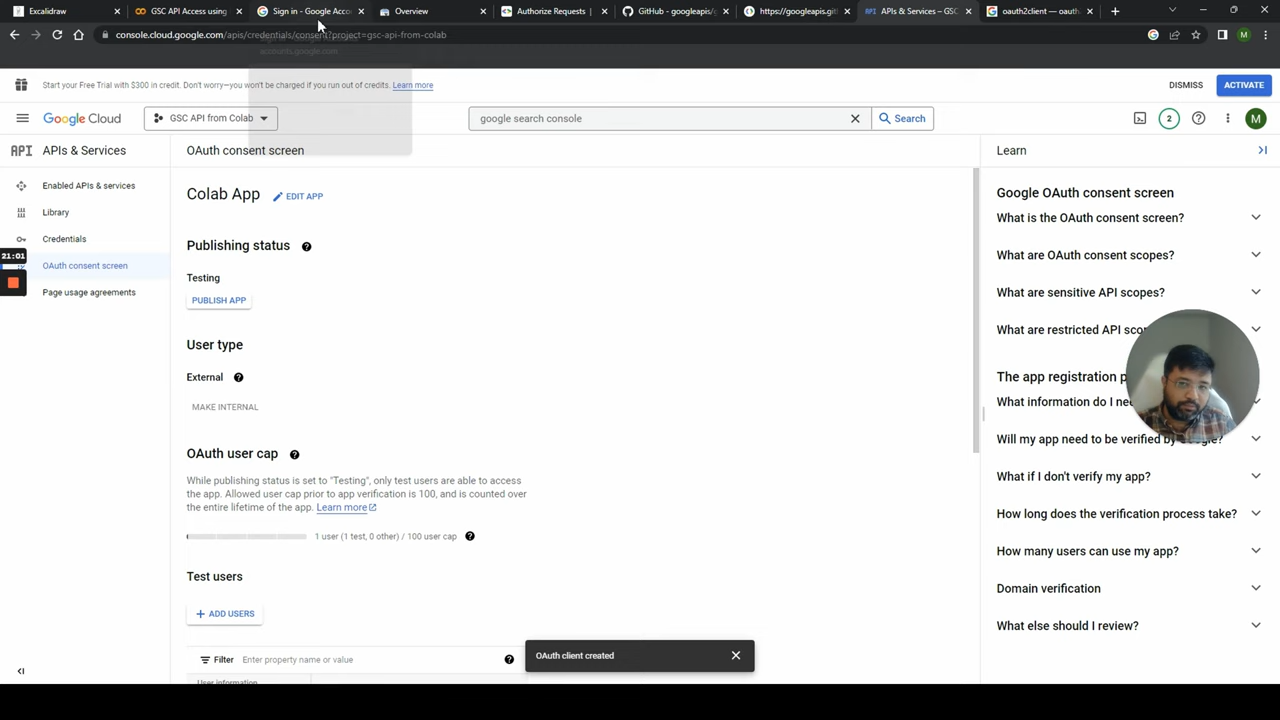 Excalidraw
GSC API Access using
Sign in - Google Acco
Overview
Authorize Requests |
GitHub - googleapis/g
https://googleapis.git
APIs & Services – GSC
oauth2client — oauth
console.cloud.google.com/apis/credentials/consent?project=gsc-api-from-colab
M
accounts.google.com
Start your Free Trial with $300 in credit. Don't worry—you won't be charged if you run out of credits. Learn more
DISMISS
ACTIVATE
Google Cloud
GSC API from Colab
google search console
Search
2
M
API APIs & Services
OAuth consent screen
Learn
Enabled APIs & services
Library
Credentials
21:01
OAuth consent screen
Page usage agreements
Colab App
EDIT APP
Publishing status
Testing
PUBLISH APP
User type
External
MAKE INTERNAL
OAuth user cap
While publishing status is set to "Testing", only test users are able to access
the app. Allowed user cap prior to app verification is 100, and is counted over
the entire lifetime of the app. Learn more
1 user (1 test, 0 other) / 100 user cap
Test users
+ ADD USERS
Filter Enter property name or value
User information
OAuth client created
Google OAuth consent screen
What is the OAuth consent screen?
What are OAuth consent scopes?
What are sensitive API scopes?
What are restricted API scop
The app registration p
What information do I nee
Will my app need to be verified by Google?
What if I don't verify my app?
How long does the verification process take?
How many users can use my app?
Domain verification
What else should I review?